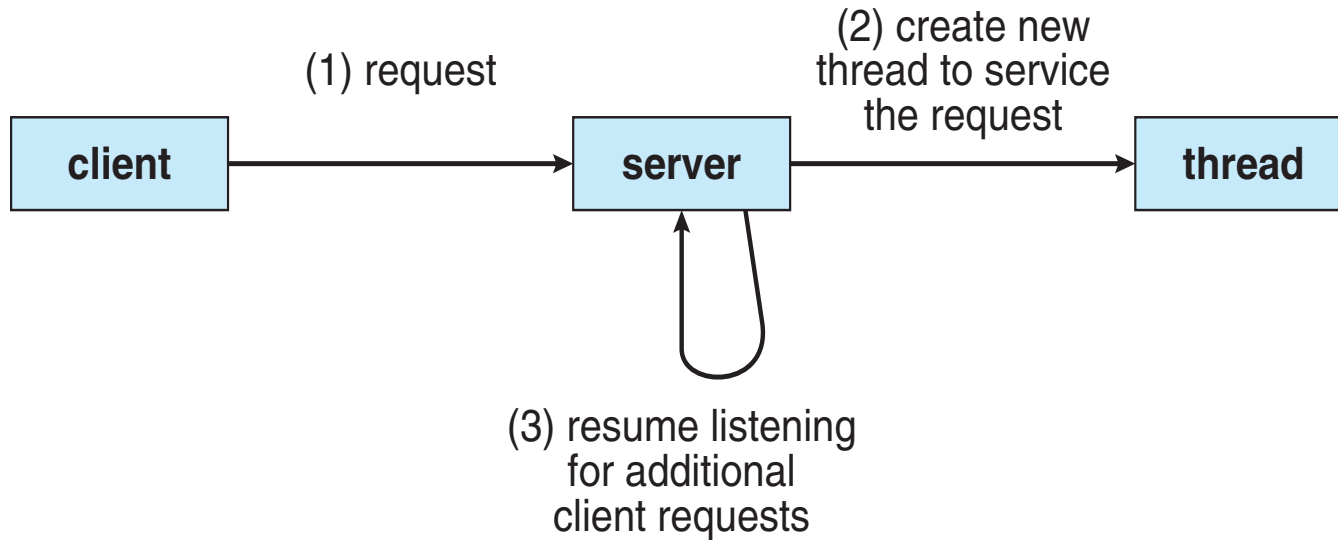 (1) request
(2) create new
thread to service
the request
client
server
thread
(3) resume listening
for additional
client requests